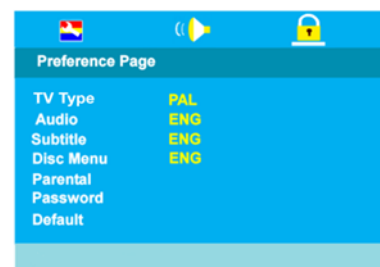 Preference Page
TV Type PAL
Audio ENG
Subtitle ENG
Disc Menu ENG
Parental
Password
Default